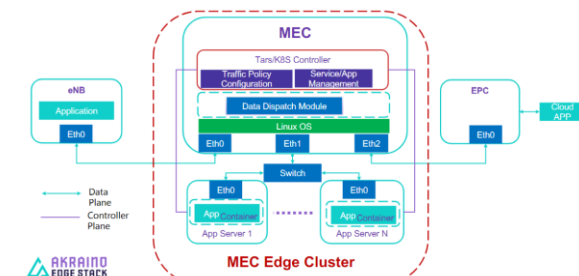 MEC
Tars/K8S Controller
Traffic Policy
Configuration
Service/App
Management
Data Dispatch Module
Linux OS
Eth0
Eth1
Eth2
eNB
Application
Eth0
EPC
Eth0
Cloud
APP
Switch
Eth0
App Container
App Server 1
Eth0
App Container
App Server N
Data
Plane
Controller
Plane
MEC Edge Cluster
AKRAINO
EDGE STACK